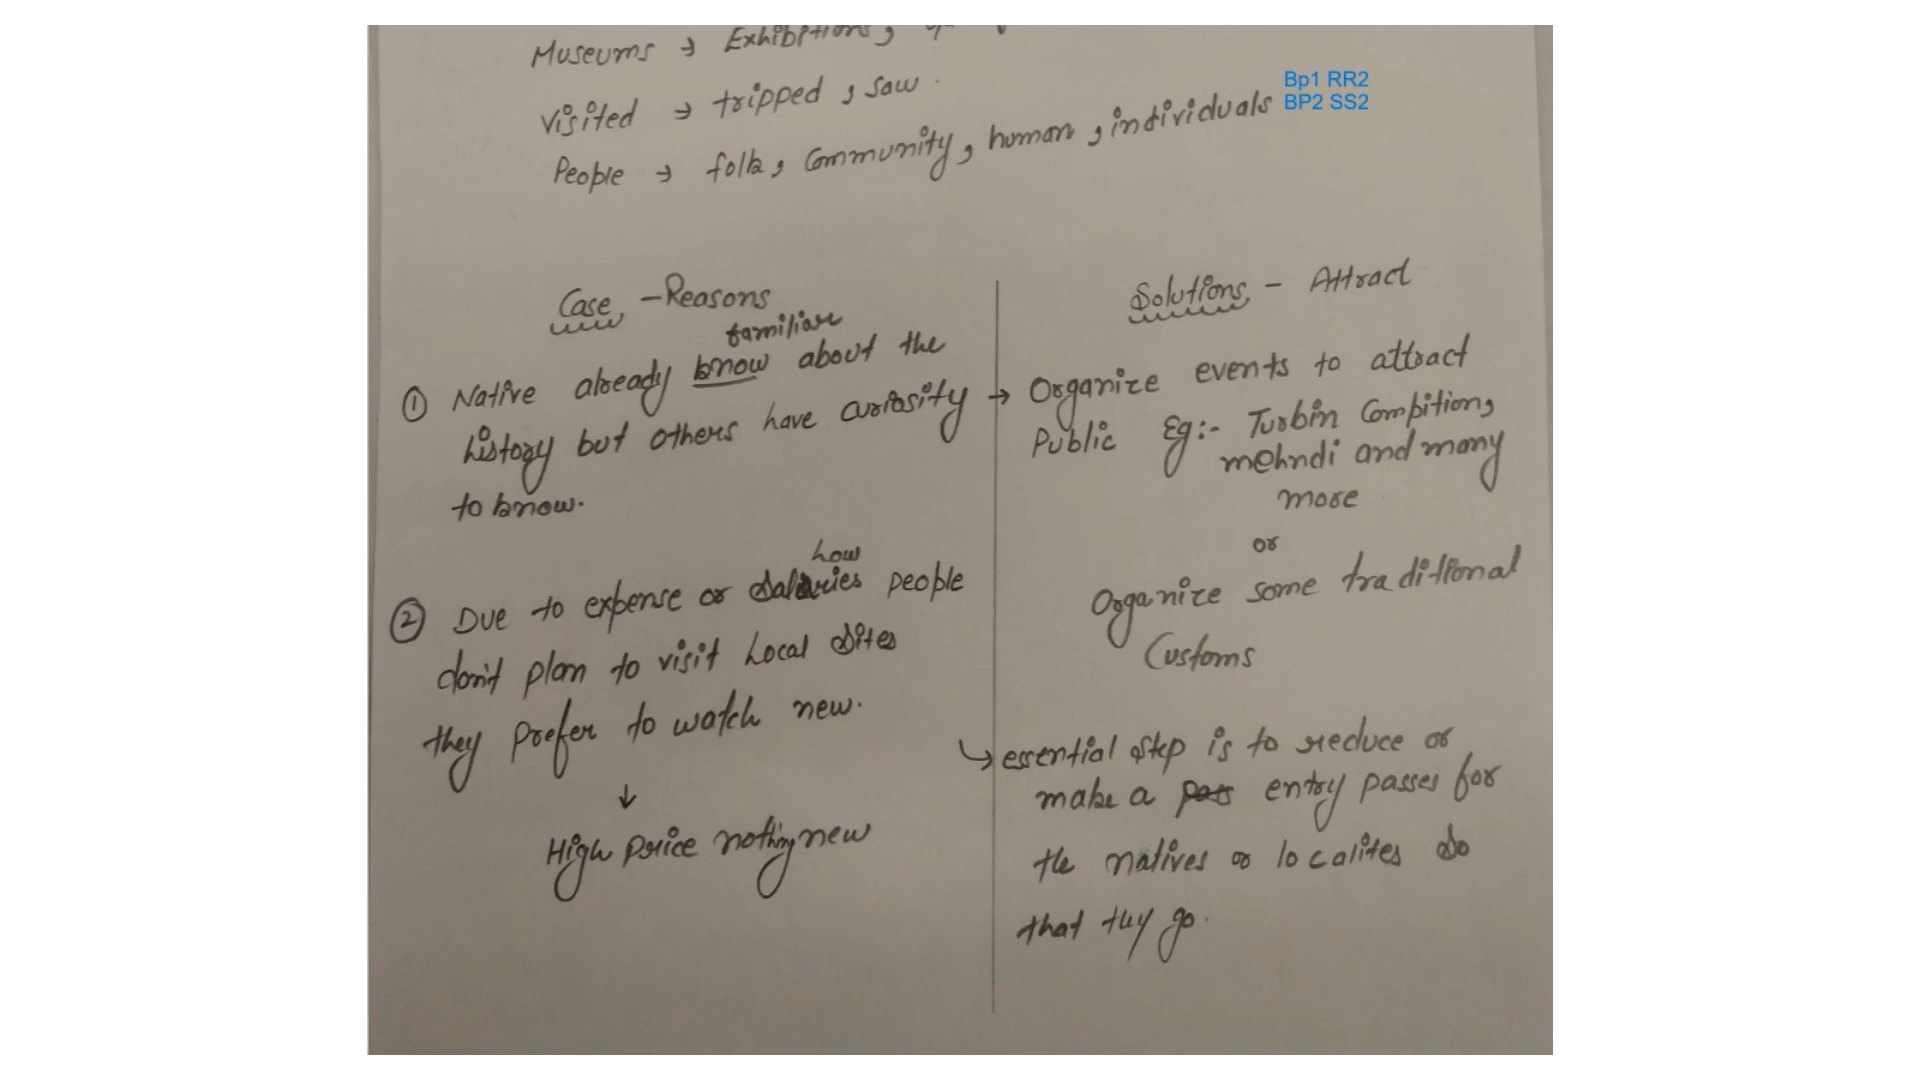 Museums → Exhibitions,
Visited → tripped, saw.
People → folk, community, human, individuals
Bp1 RR2
BP2 SS2
Case - Reasons
familiar
① Native already know about the
history but others have curiosity
to know.
how
② Due to expense or salaries people
don't plan to visit Local sites
they prefer to watch new.
↓
High price nothing new
Solutions - Attract
→ Organize events to attract
Public Eg:- Turbin Compition,
mehndi and many
more
or
Organize some traditional
Customs
↳ essential step is to reduce or
make a pass entry passes for
the natives or localites so
that they go.